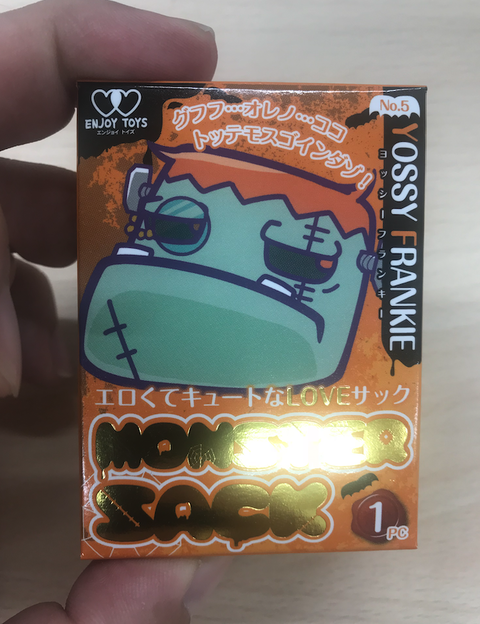 ENJOY TOYS
エンジョイ トイズ
グフフ…オレノ…ココ
トッテモスゴインダゾ!
No.5
YOSSY FRANKIE
ヨッシーフランキー
エロくてキュートなLOVEサック
MONSTER
SACK
1
PC